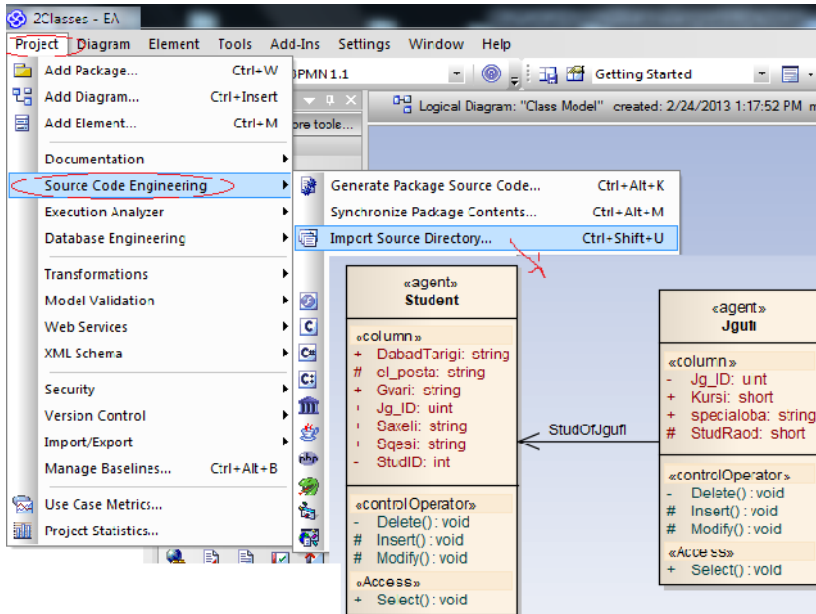 2Classes - EA
Project Diagram Element Tools Add-Ins Settings Window Help
Add Package... Ctrl+W
BPMN 1.1
Getting Started
Add Diagram... Ctrl+Insert
Logical Diagram: "Class Model" created: 2/24/2013 1:17:52 PM m
Add Element... Ctrl+M
ore tools...
Documentation
Source Code Engineering
Execution Analyzer
Database Engineering
Transformations
Model Validation
Web Services
XML Schema
Security
Version Control
Import/Export
Manage Baselines... Ctrl+Alt+B
Use Case Metrics...
Project Statistics...
Generate Package Source Code... Ctrl+Alt+K
Synchronize Package Contents... Ctrl+Alt+M
Import Source Directory... Ctrl+Shift+U
C
C#
php
«agent»
Student
«column»
+ DabadTarigi: string
# el_posta: string
+ Gvari: string
+ Jg_ID: uint
+ Saxeli: string
+ Sqesi: string
- StudID: int
«controlOperator»
- Delete() : void
# Insert() : void
# Modify() : void
«Access»
+ Select() : void
StudOfJgufi
«agent»
Jgufi
«column»
- Jg_ID: uint
+ Kursi: short
+ specialoba: string
# StudRaod: short
«controlOperator»
- Delete() : void
# Insert() : void
# Modify() : void
«Access»
+ Select() : void